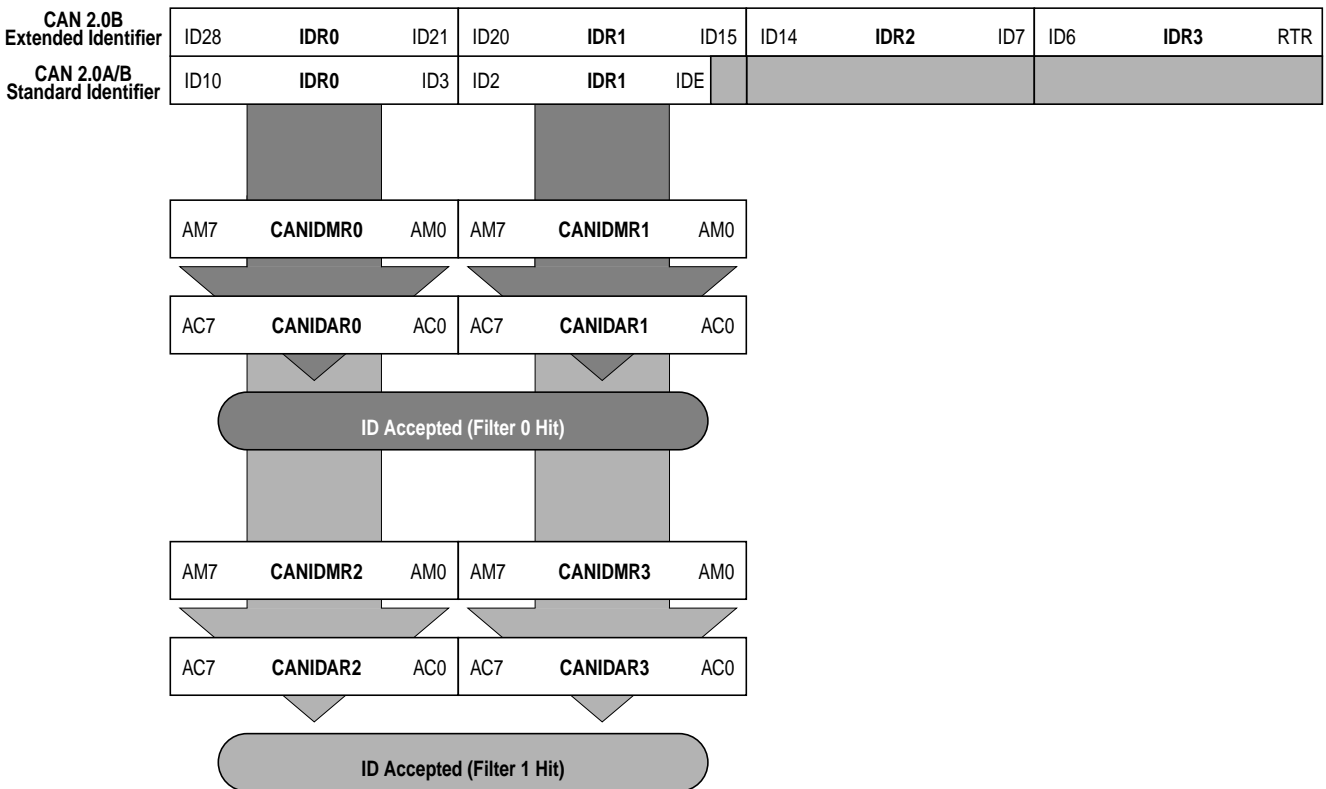 CAN 2.0B
Extended Identifier
ID28 IDR0 ID21 ID20 IDR1 ID15 ID14 IDR2 ID7 ID6 IDR3 RTR
CAN 2.0A/B
Standard Identifier
ID10 IDR0 ID3 ID2 IDR1 IDE
AM7 CANIDMR0 AM0 AM7 CANIDMR1 AM0
AC7 CANIDAR0 AC0 AC7 CANIDAR1 AC0
ID Accepted (Filter 0 Hit)
AM7 CANIDMR2 AM0 AM7 CANIDMR3 AM0
AC7 CANIDAR2 AC0 AC7 CANIDAR3 AC0
ID Accepted (Filter 1 Hit)